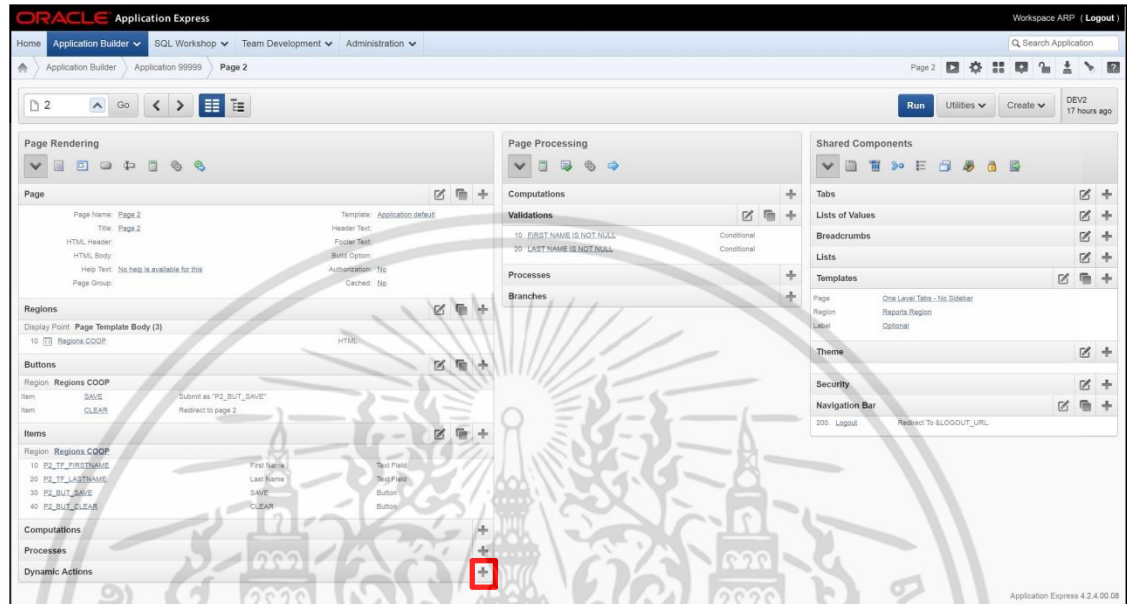 ORACLE Application Express
Workspace ARP ( Logout )
Home Application Builder SQL Workshop Team Development Administration
Search Application
Application Builder Application 99999 Page 2
Page 2
2 Go
Run Utilities Create
DEV2
17 hours ago
Page Rendering
Page
Page Name: Page 2
Title: Page 2
HTML Header:
HTML Body:
Help Text: No help is available for this
Page Group:
Template: Application default
Header Text:
Footer Text:
Build Option:
Authorization: No
Cached: No
Regions
Display Point Page Template Body (3)
10 Regions COOP HTML
Buttons
Region Regions COOP
Item SAVE Submit as "P2_BUT_SAVE"
Item CLEAR Redirect to page 2
Items
Region Regions COOP
10 P2_TF_FIRSTNAME First Name : Text Field
20 P2_TF_LASTNAME Last Name : Text Field
30 P2_BUT_SAVE SAVE Button
40 P2_BUT_CLEAR CLEAR Button
Computations
Processes
Dynamic Actions
Page Processing
Computations
Validations
10 FIRST NAME IS NOT NULL Conditional
20 LAST NAME IS NOT NULL Conditional
Processes
Branches
Shared Components
Tabs
Lists of Values
Breadcrumbs
Lists
Templates
Page One Level Tabs - No Sidebar
Region Reports Region
Label Optional
Theme
Security
Navigation Bar
200. Logout Redirect To &LOGOUT_URL.
Application Express 4.2.4.00.08